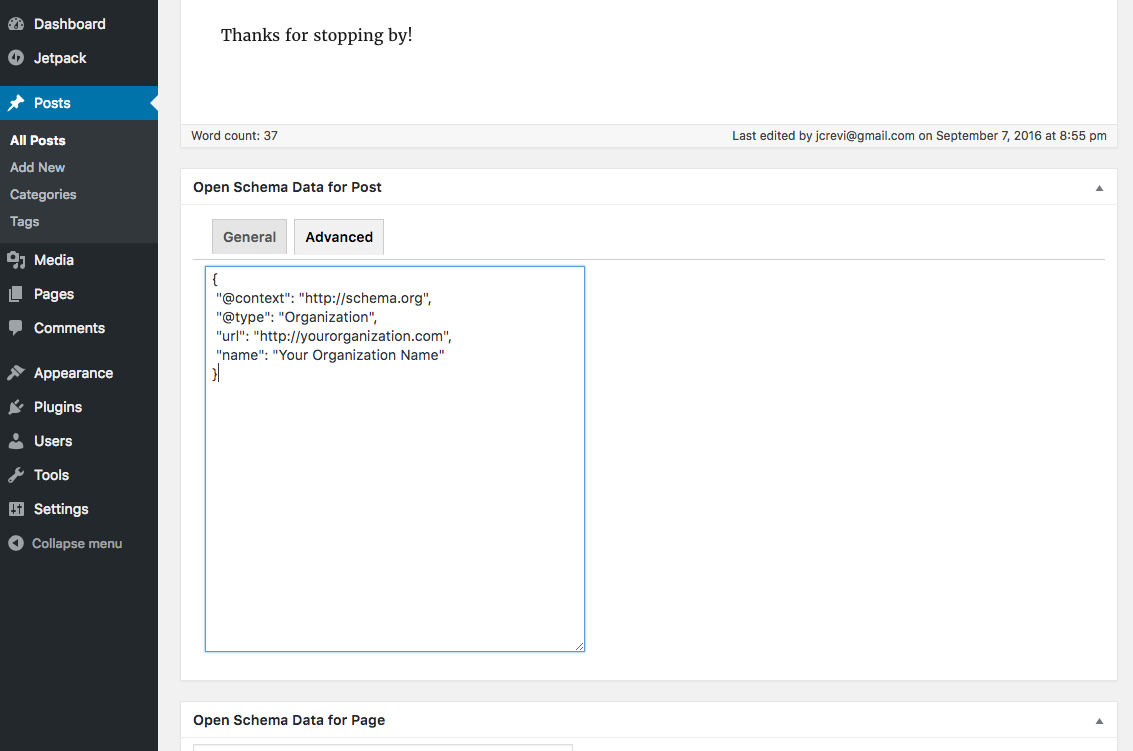 Dashboard
Jetpack
Posts
All Posts
Add New
Categories
Tags
Media
Pages
Comments
Appearance
Plugins
Users
Tools
Settings
Collapse menu
Thanks for stopping by!
Word count: 37
Last edited by jcrevi@gmail.com on September 7, 2016 at 8:55 pm
Open Schema Data for Post
General
Advanced
{
"@context": "http://schema.org",
"@type": "Organization",
"url": "http://yourorganization.com",
"name": "Your Organization Name"
}
Open Schema Data for Page